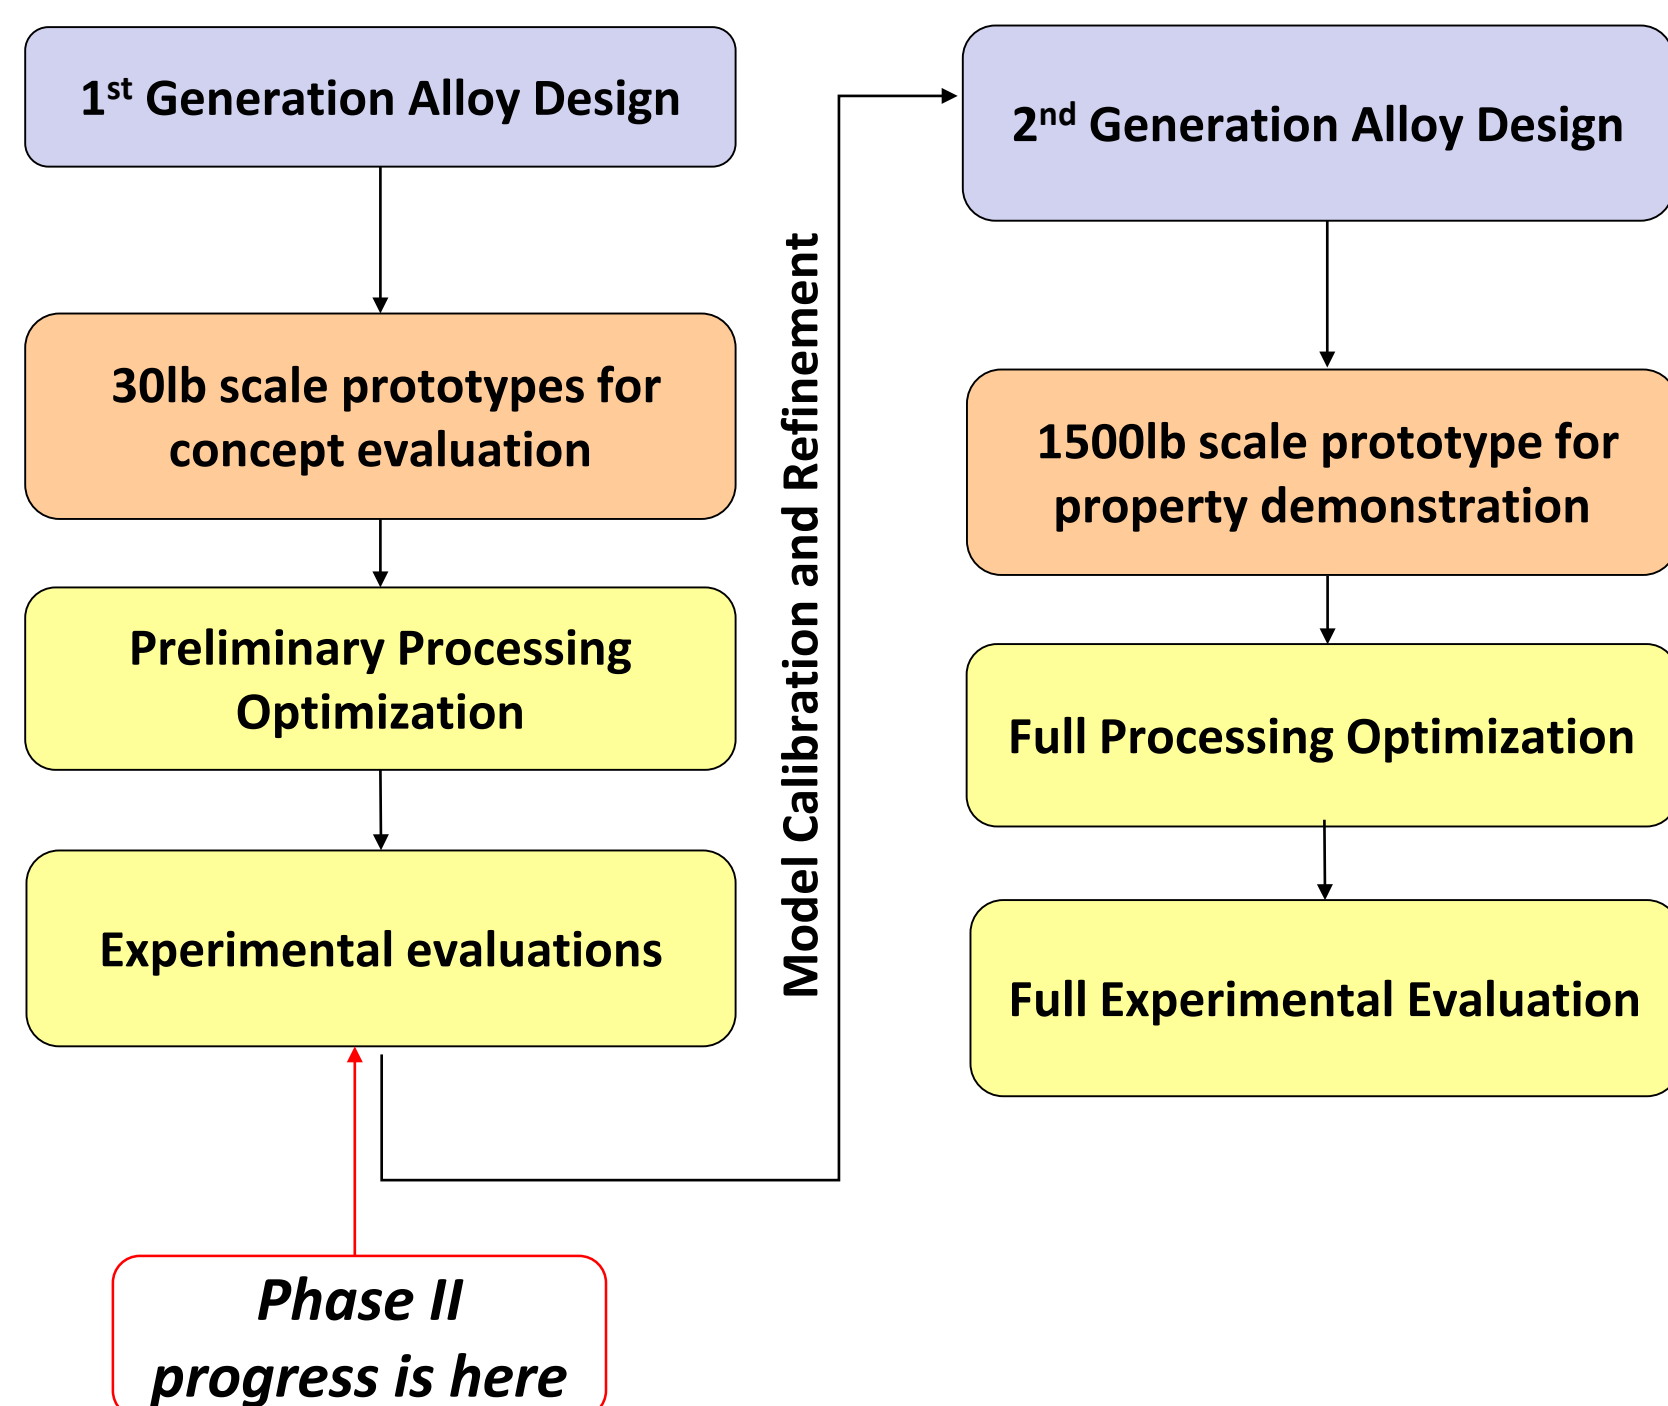 1st Generation Alloy Design
30lb scale prototypes for
concept evaluation
Preliminary Processing
Optimization
Experimental evaluations
Phase II
progress is here
Model Calibration and Refinement
2nd Generation Alloy Design
1500lb scale prototype for
property demonstration
Full Processing Optimization
Full Experimental Evaluation